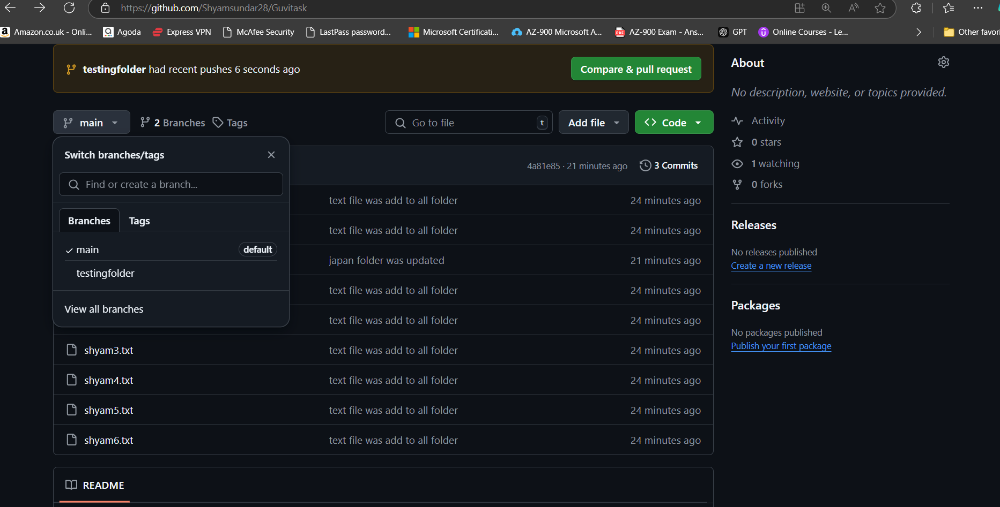 https://github.com/Shyamsundar28/Guvitask
Amazon.co.uk - Onli...
Agoda
Express VPN
McAfee Security
LastPass password...
Microsoft Certificati...
AZ-900 Microsoft A...
AZ-900 Exam - Ans...
GPT
Online Courses - Le...
Other favori
testingfolder had recent pushes 6 seconds ago
Compare & pull request
main
2 Branches
Tags
Go to file
t
Add file
Code
Switch branches/tags
Find or create a branch...
Branches
Tags
main
default
testingfolder
View all branches
4a81e85 · 21 minutes ago
3 Commits
text file was add to all folder
24 minutes ago
text file was add to all folder
24 minutes ago
japan folder was updated
21 minutes ago
text file was add to all folder
24 minutes ago
text file was add to all folder
24 minutes ago
shyam3.txt
text file was add to all folder
24 minutes ago
shyam4.txt
text file was add to all folder
24 minutes ago
shyam5.txt
text file was add to all folder
24 minutes ago
shyam6.txt
text file was add to all folder
24 minutes ago
README
About
No description, website, or topics provided.
Activity
0 stars
1 watching
0 forks
Releases
No releases published
Create a new release
Packages
No packages published
Publish your first package